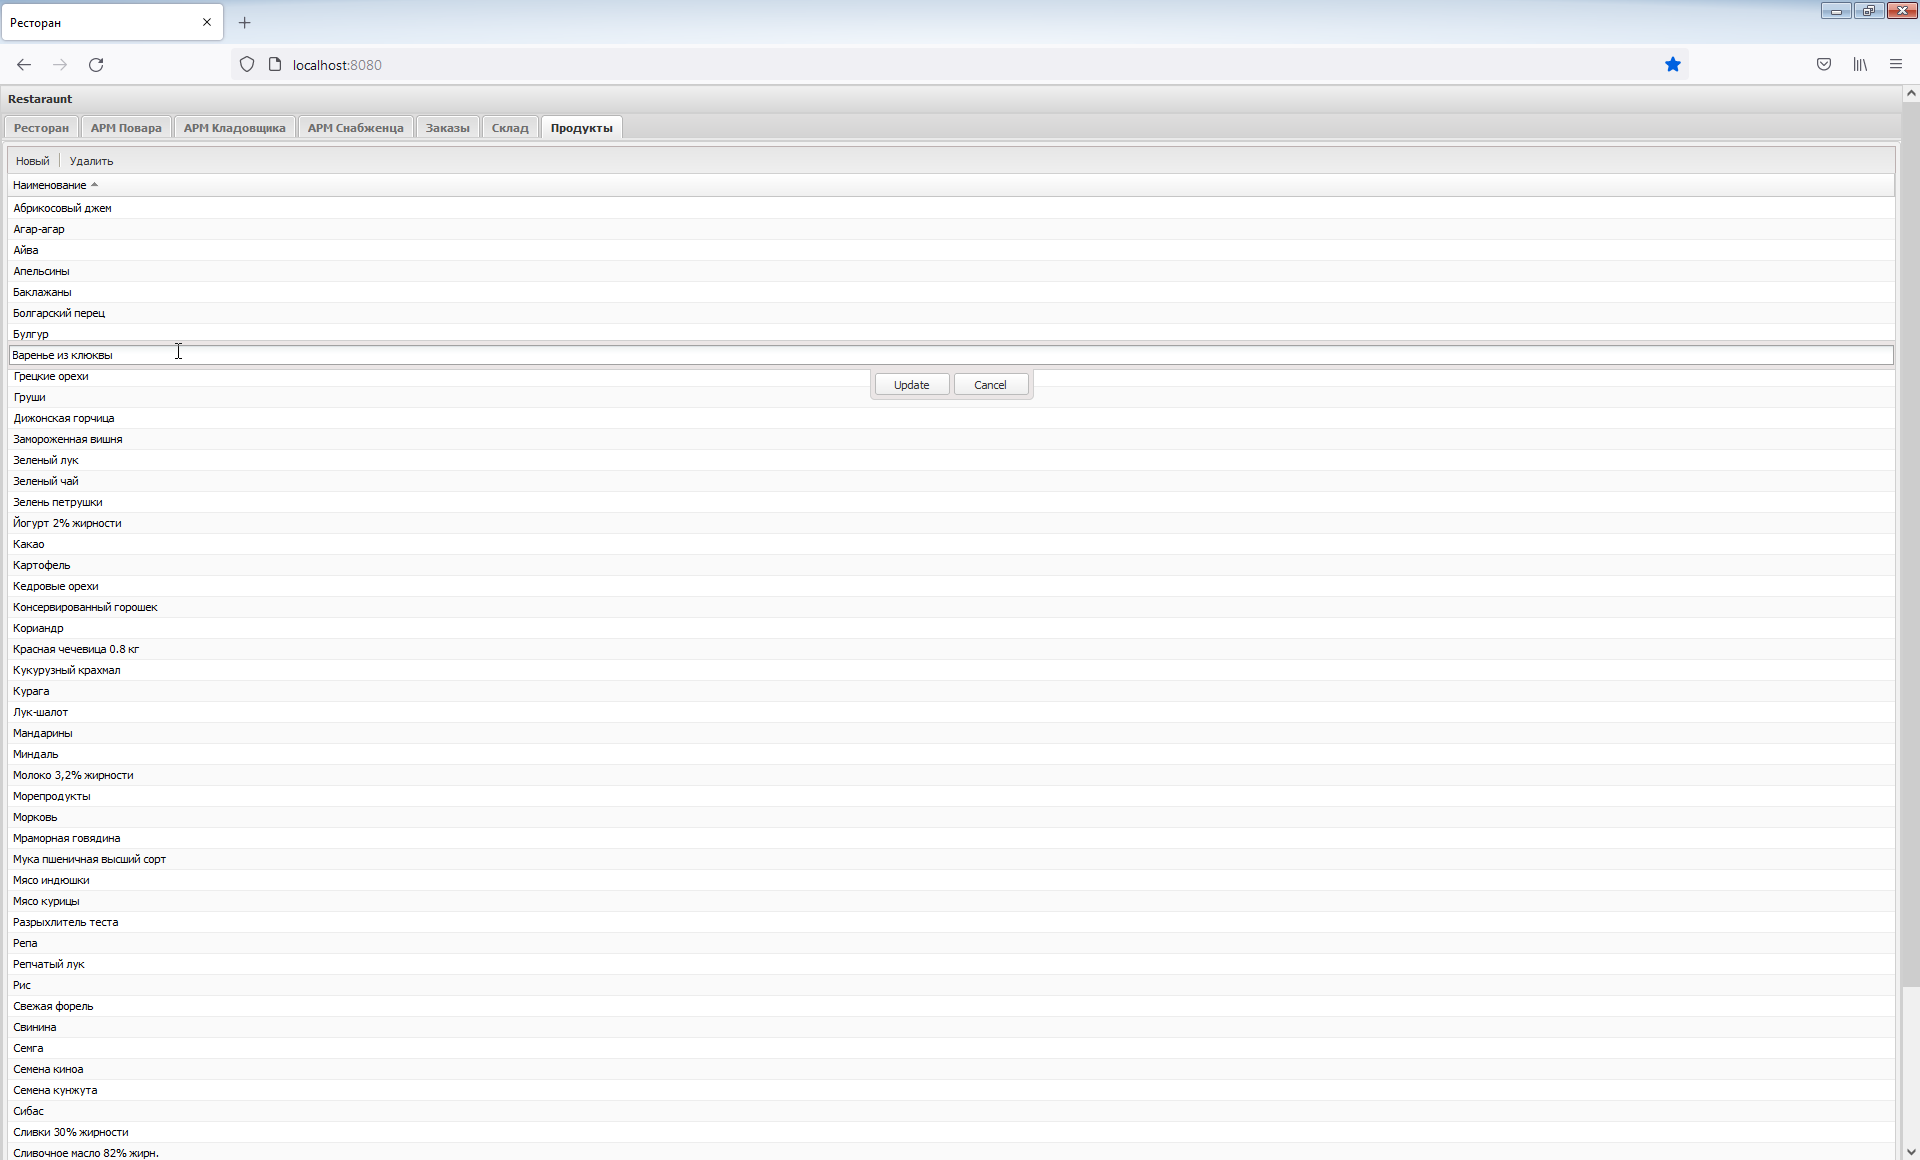 Ресторан
localhost:8080
Restaraunt
Ресторан АРМ Повара АРМ Кладовщика АРМ Снабженца Заказы Склад Продукты
Новый Удалить
Наименование
Абрикосовый джем
Агар-агар
Айва
Апельсины
Баклажаны
Болгарский перец
Булгур
Варенье из клюквы
Грецкие орехи
Update Cancel
Груши
Дижонская горчица
Замороженная вишня
Зеленый лук
Зеленый чай
Зелень петрушки
Йогурт 2% жирности
Какао
Картофель
Кедровые орехи
Консервированный горошек
Кориандр
Красная чечевица 0.8 кг
Кукурузный крахмал
Курага
Лук-шалот
Мандарины
Миндаль
Молоко 3,2% жирности
Морепродукты
Морковь
Мраморная говядина
Мука пшеничная высший сорт
Мясо индюшки
Мясо курицы
Разрыхлитель теста
Репа
Репчатый лук
Рис
Свежая форель
Свинина
Семга
Семена киноа
Семена кунжута
Сибас
Сливки 30% жирности
Сливочное масло 82% жирн.